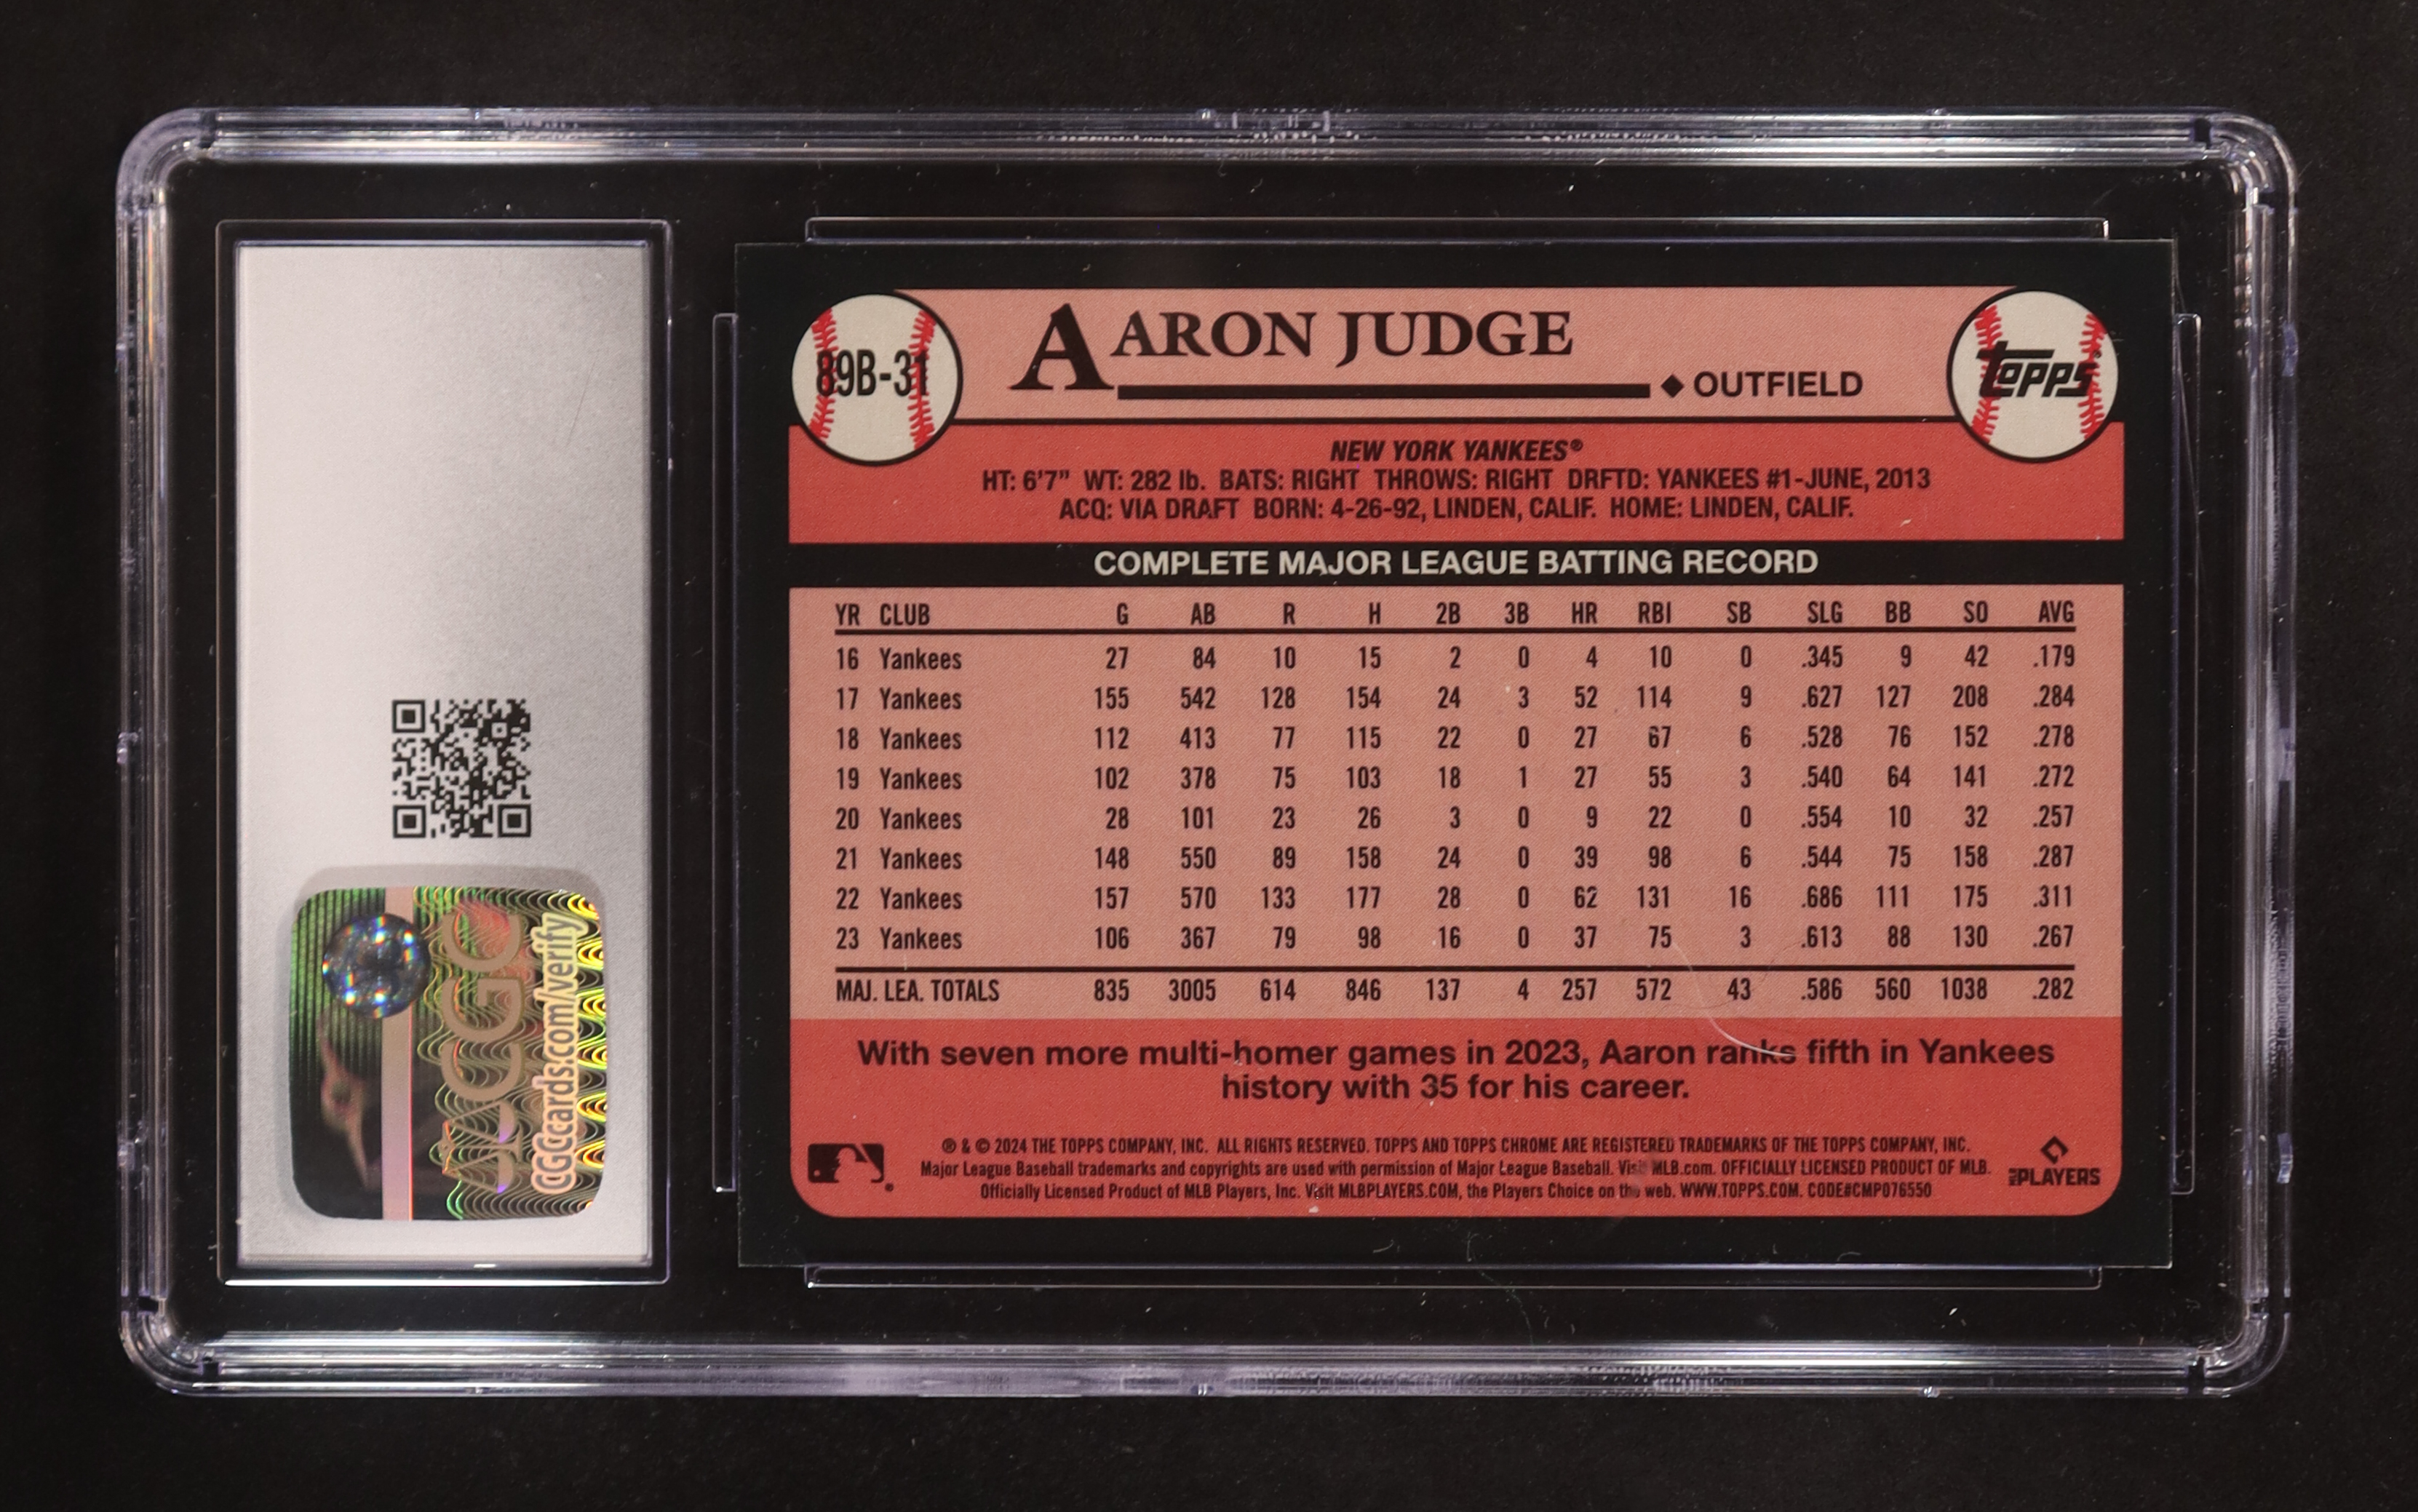 89B-31
AARON JUDGE
◆ OUTFIELD
topps®
NEW YORK YANKEES®
HT: 6'7" WT: 282 lb. BATS: RIGHT THROWS: RIGHT DRFTD: YANKEES #1-JUNE, 2013
ACQ: VIA DRAFT BORN: 4-26-92, LINDEN, CALIF. HOME: LINDEN, CALIF.
COMPLETE MAJOR LEAGUE BATTING RECORD
YR CLUB G AB R H 2B 3B HR RBI SB SLG BB SO AVG
16 Yankees 27 84 10 15 2 0 4 10 0 .345 9 42 .179
17 Yankees 155 542 128 154 24 3 52 114 9 .627 127 208 .284
18 Yankees 112 413 77 115 22 0 27 67 6 .528 76 152 .278
19 Yankees 102 378 75 103 18 1 27 55 3 .540 64 141 .272
20 Yankees 28 101 23 26 3 0 9 22 0 .554 10 32 .257
21 Yankees 148 550 89 158 24 0 39 98 6 .544 75 158 .287
22 Yankees 157 570 133 177 28 0 62 131 16 .686 111 175 .311
23 Yankees 106 367 79 98 16 0 37 75 3 .613 88 130 .267
MAJ. LEA. TOTALS 835 3005 614 846 137 4 257 572 43 .586 560 1038 .282
With seven more multi-homer games in 2023, Aaron ranks fifth in Yankees
history with 35 for his career.
® & © 2024 THE TOPPS COMPANY, INC. ALL RIGHTS RESERVED. TOPPS AND TOPPS CHROME ARE REGISTERED TRADEMARKS OF THE TOPPS COMPANY, INC.
Major League Baseball trademarks and copyrights are used with permission of Major League Baseball. Visit MLB.com. OFFICIALLY LICENSED PRODUCT OF MLB.
Officially Licensed Product of MLB Players, Inc. Visit MLBPLAYERS.COM, the Players Choice on the web. WWW.TOPPS.COM. CODE#CMP076550
MLB PLAYERS
CGC
CGCcards.com/verify